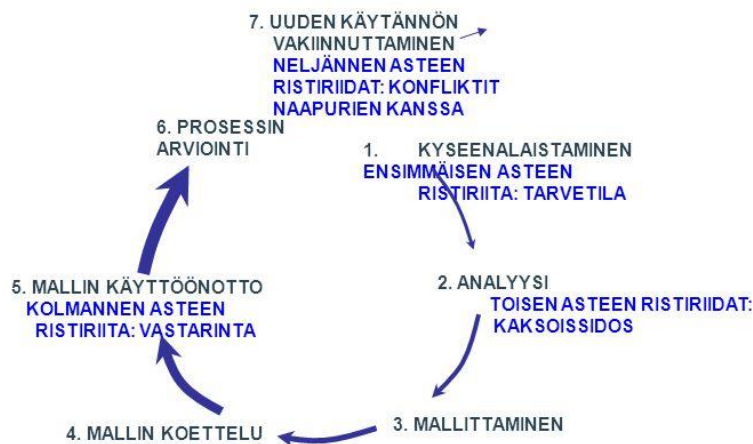 7. UUDEN KÄYTÄNNÖN
VAKIINNUTTAMINEN
NELJÄNNEN ASTEEN
RISTIRIIDAT: KONFLIKTIT
NAAPURIEN KANSSA
1. KYSEENALAISTAMINEN
ENSIMMÄISEN ASTEEN
RISTIRIITA: TARVETILA
2. ANALYYSI
TOISEN ASTEEN RISTIRIIDAT:
KAKSOISSIDOS
3. MALLITTAMINEN
4. MALLIN KOETTELU
5. MALLIN KÄYTTÖÖNOTTO
KOLMANNEN ASTEEN
RISTIRIITA: VASTARINTA
6. PROSESSIN
ARVIOINTI